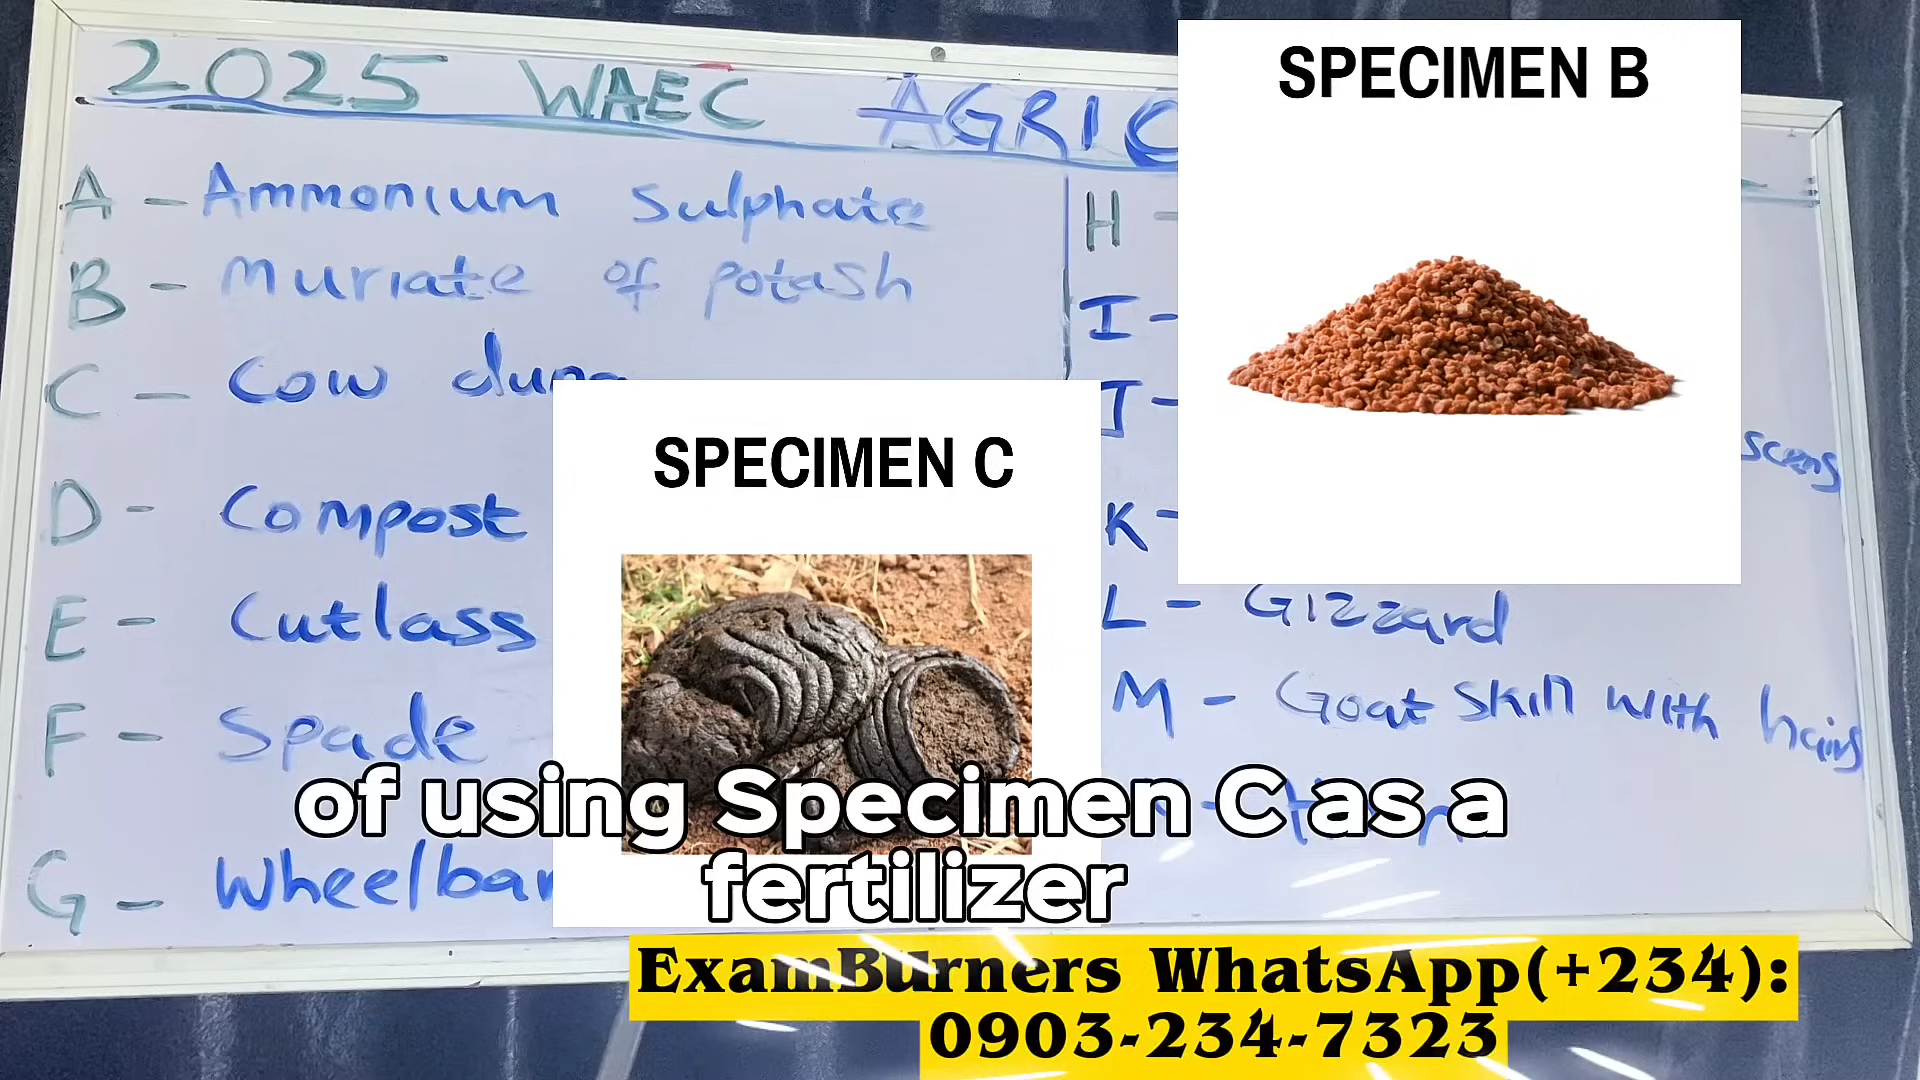 2025 WAEC AGRIC
A - Ammonium Sulphate
B - Muriate of potash
C - Cow dung
D - Compost
E - Cutlass
F - Spade
G - Wheelbar
H -
I -
J -
K -
L - Gizzard
M - Goat skin with hairs
SPECIMEN B
SPECIMEN C
of using Specimen C as a
fertilizer
ExamBurners WhatsApp(+234):
0903-234-7323